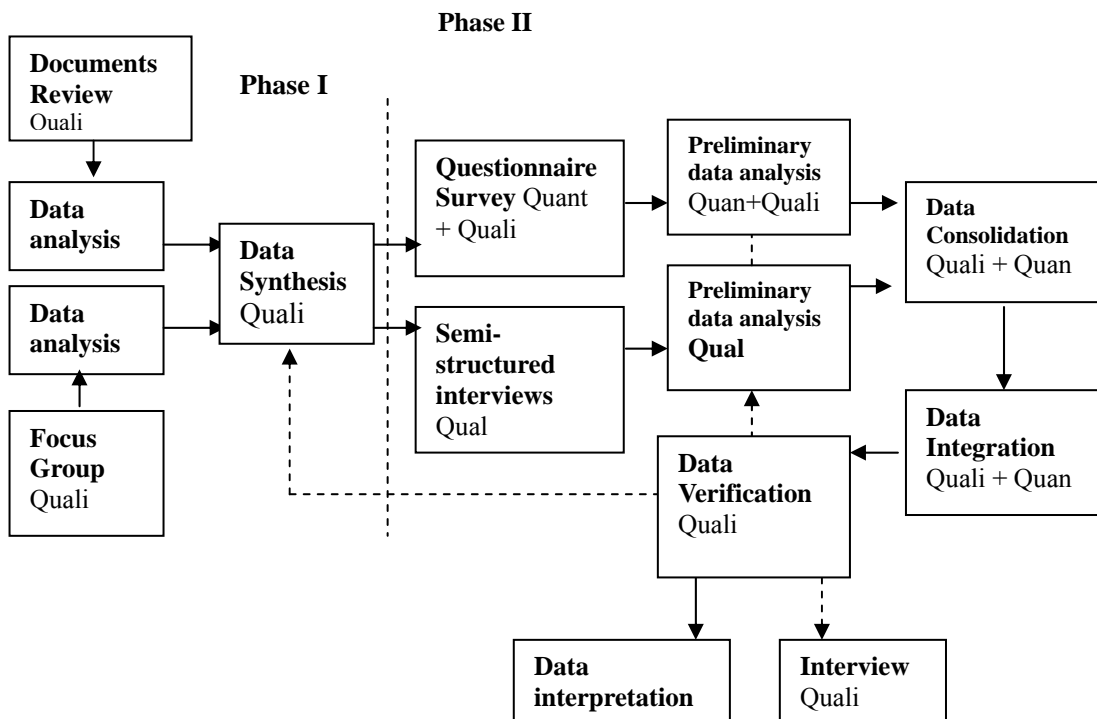 Phase II
Documents
Review
Ouali
Phase I
Data
analysis
Data
analysis
Focus
Group
Quali
Data
Synthesis
Quali
Questionnaire
Survey Quant
+ Quali
Semi-
structured
interviews
Qual
Preliminary
data analysis
Quan+Quali
Preliminary
data analysis
Qual
Data
Consolidation
Quali + Quan
Data
Integration
Quali + Quan
Data
Verification
Quali
Data
interpretation
Interview
Quali